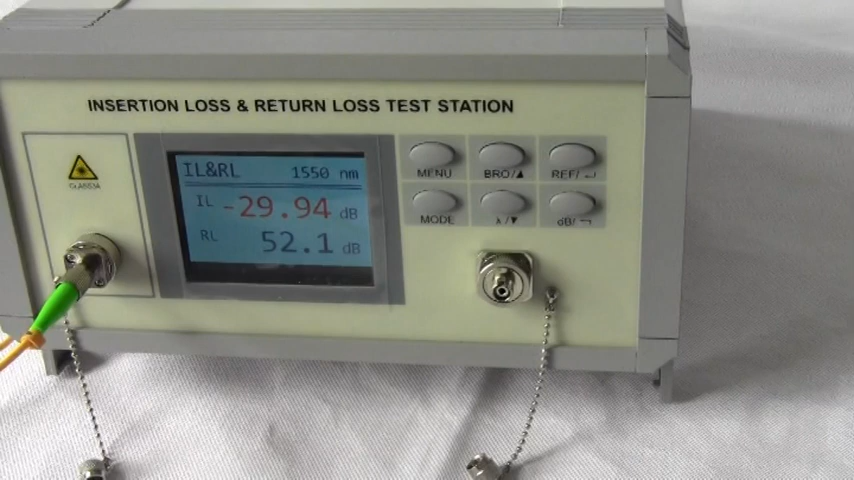 INSERTION LOSS & RETURN LOSS TEST STATION
IL&RL 1550 nm
IL -29.94 dB
RL 52.1 dB
MENU BRO/▲ REF/
MODE λ/▼ dB/